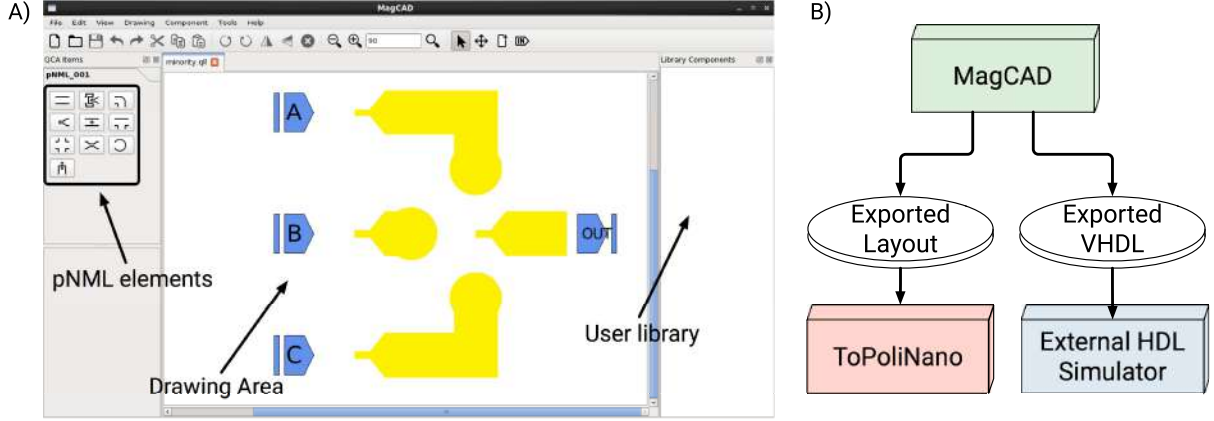 A)
MagCAD
File Edit View Drawing Component Tools Help
90
QCA Items
pNML_001
minority.qll
Library Components
A
B
OUT
C
pNML elements
Drawing Area
User library
B)
MagCAD
Exported
Layout
Exported
VHDL
ToPoliNano
External HDL
Simulator